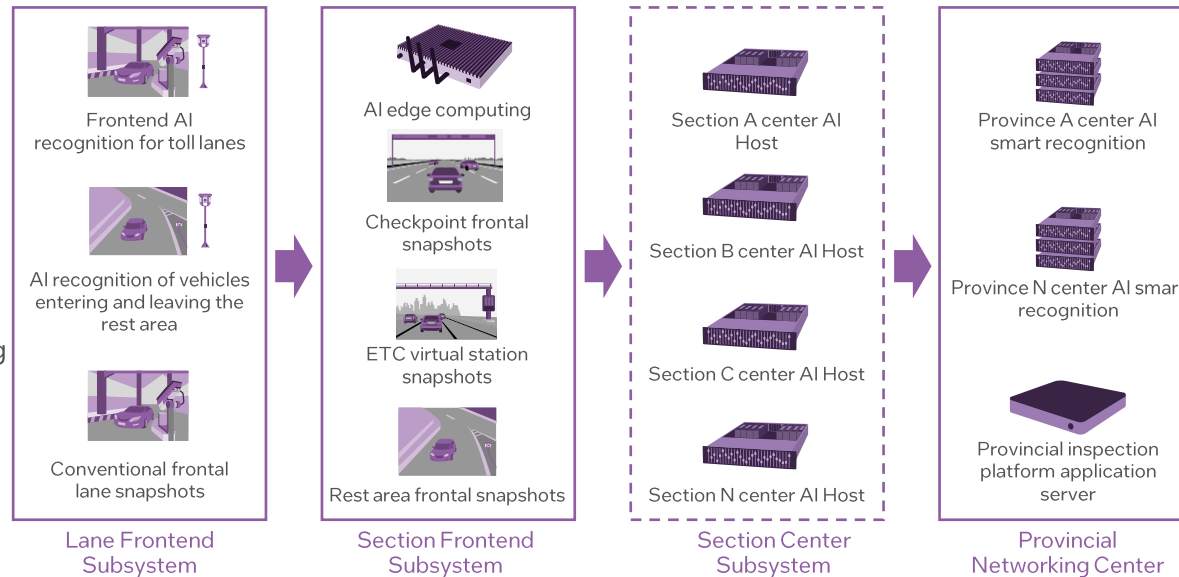 Frontend AI
recognition for toll lanes
AI recognition of vehicles
entering and leaving the
rest area
Conventional frontal
lane snapshots
Lane Frontend
Subsystem
AI edge computing
Checkpoint frontal
snapshots
ETC virtual station
snapshots
Rest area frontal snapshots
Section Frontend
Subsystem
Section A center AI
Host
Section B center AI Host
Section C center AI Host
Section N center AI Host
Section Center
Subsystem
Province A center AI
smart recognition
Province N center AI smart
recognition
Provincial inspection
platform application
server
Provincial
Networking Center